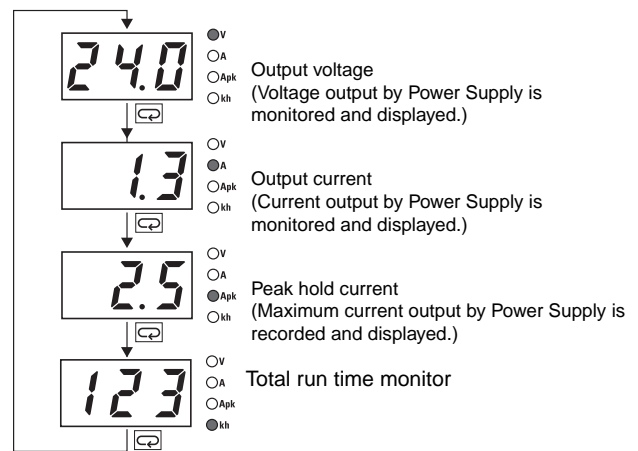 24.0
V
A
Apk
kh
Output voltage
(Voltage output by Power Supply is
monitored and displayed.)
1.3
V
A
Apk
kh
Output current
(Current output by Power Supply is
monitored and displayed.)
2.5
V
A
Apk
kh
Peak hold current
(Maximum current output by Power Supply is
recorded and displayed.)
123
V
A
Apk
kh
Total run time monitor